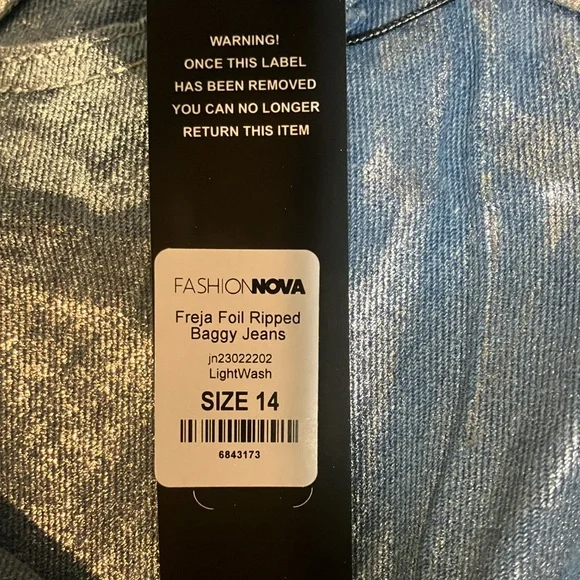 WARNING!
ONCE THIS LABEL
HAS BEEN REMOVED
YOU CAN NO LONGER
RETURN THIS ITEM
FASHIONNOVA
Freja Foil Ripped
Baggy Jeans
jn23022202
LightWash
SIZE 14
6843173